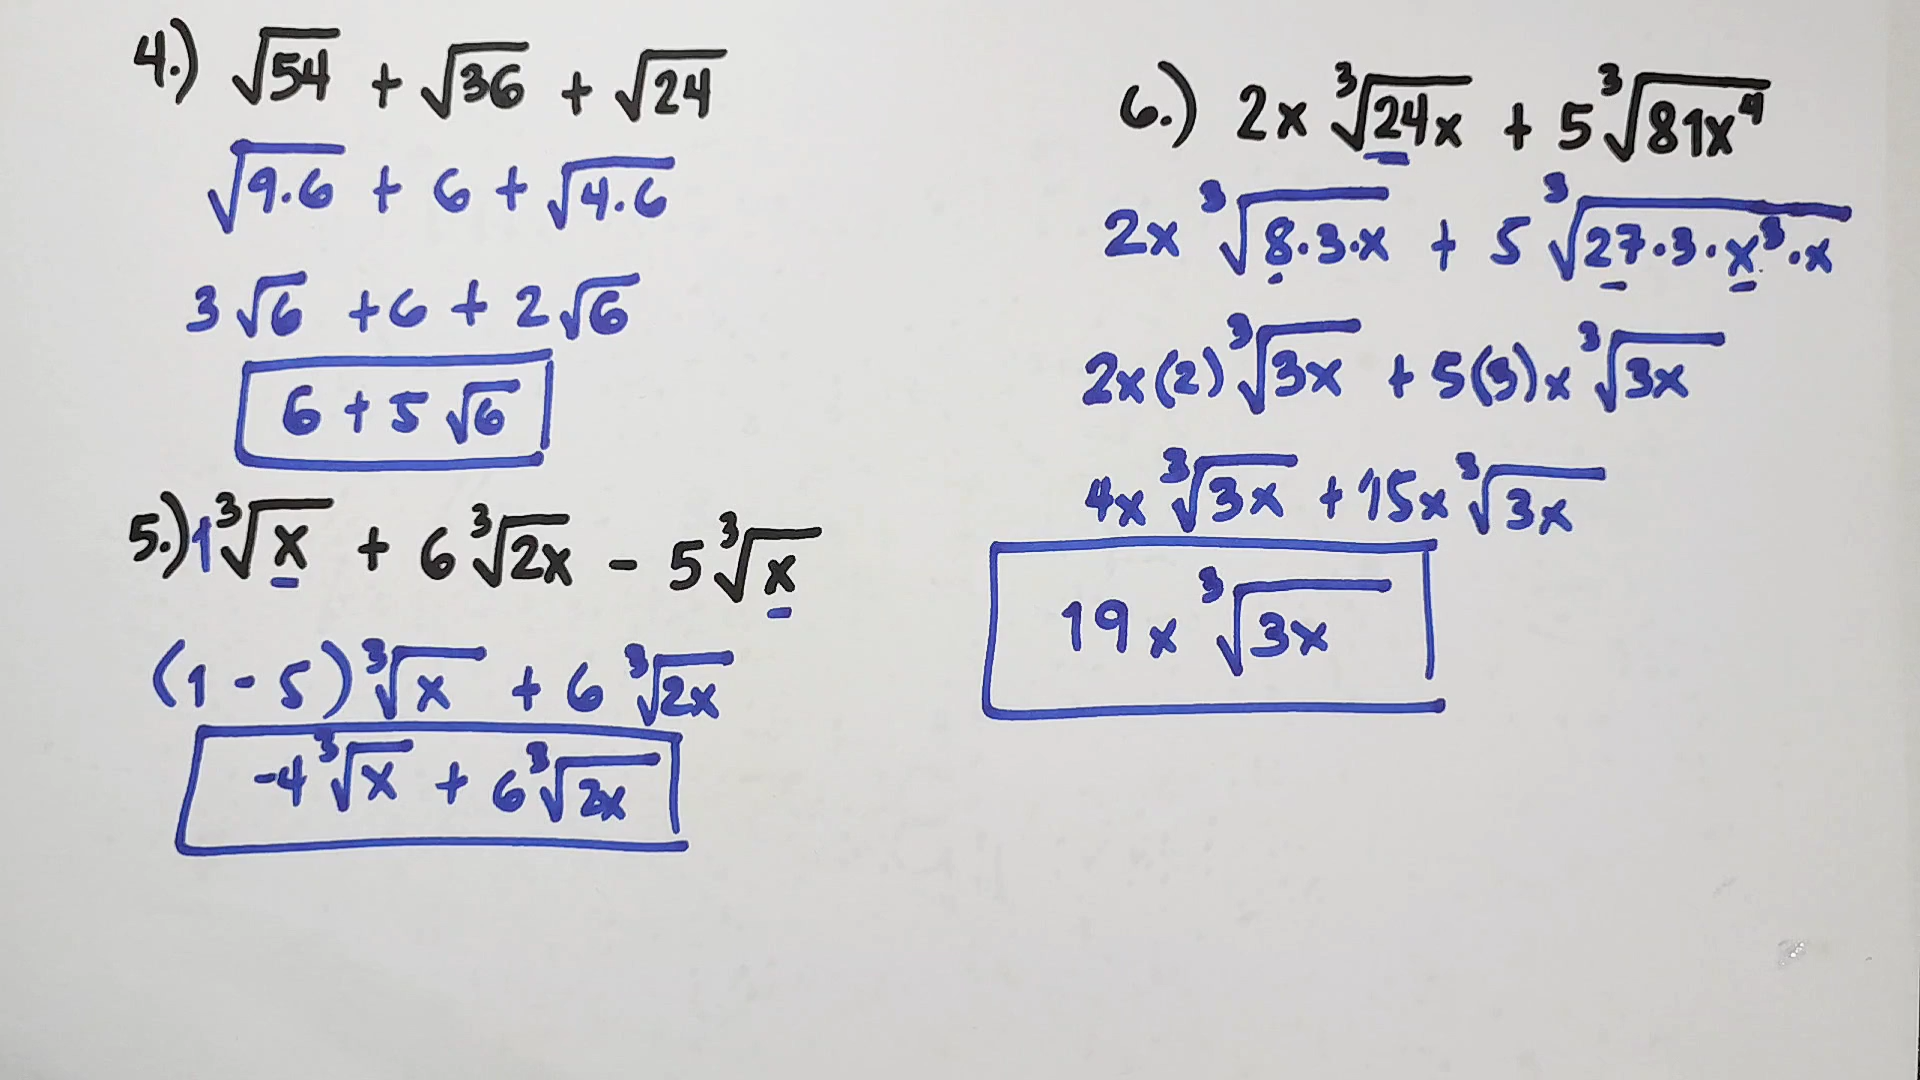 4.) √54 + √36 + √24
√9·6 + 6 + √4·6
3√6 + 6 + 2√6
6 + 5√6
5.) 1∛x + 6∛2x - 5∛x
(1 - 5)∛x + 6∛2x
-4∛x + 6∛2x
6.) 2x ∛24x + 5∛81x⁴
2x ∛8·3·x + 5∛27·3·x³·x
2x(2)∛3x + 5(3)x∛3x
4x∛3x + 15x∛3x
19x∛3x